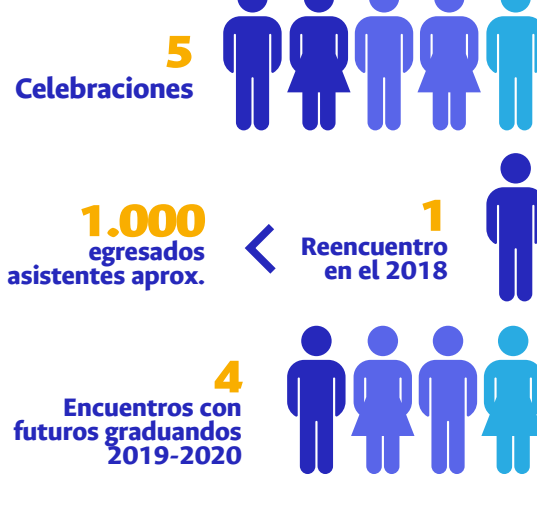 5
Celebraciones
1.000
egresados
asistentes aprox.
1
Reencuentro
en el 2018
4
Encuentros con
futuros graduandos
2019-2020